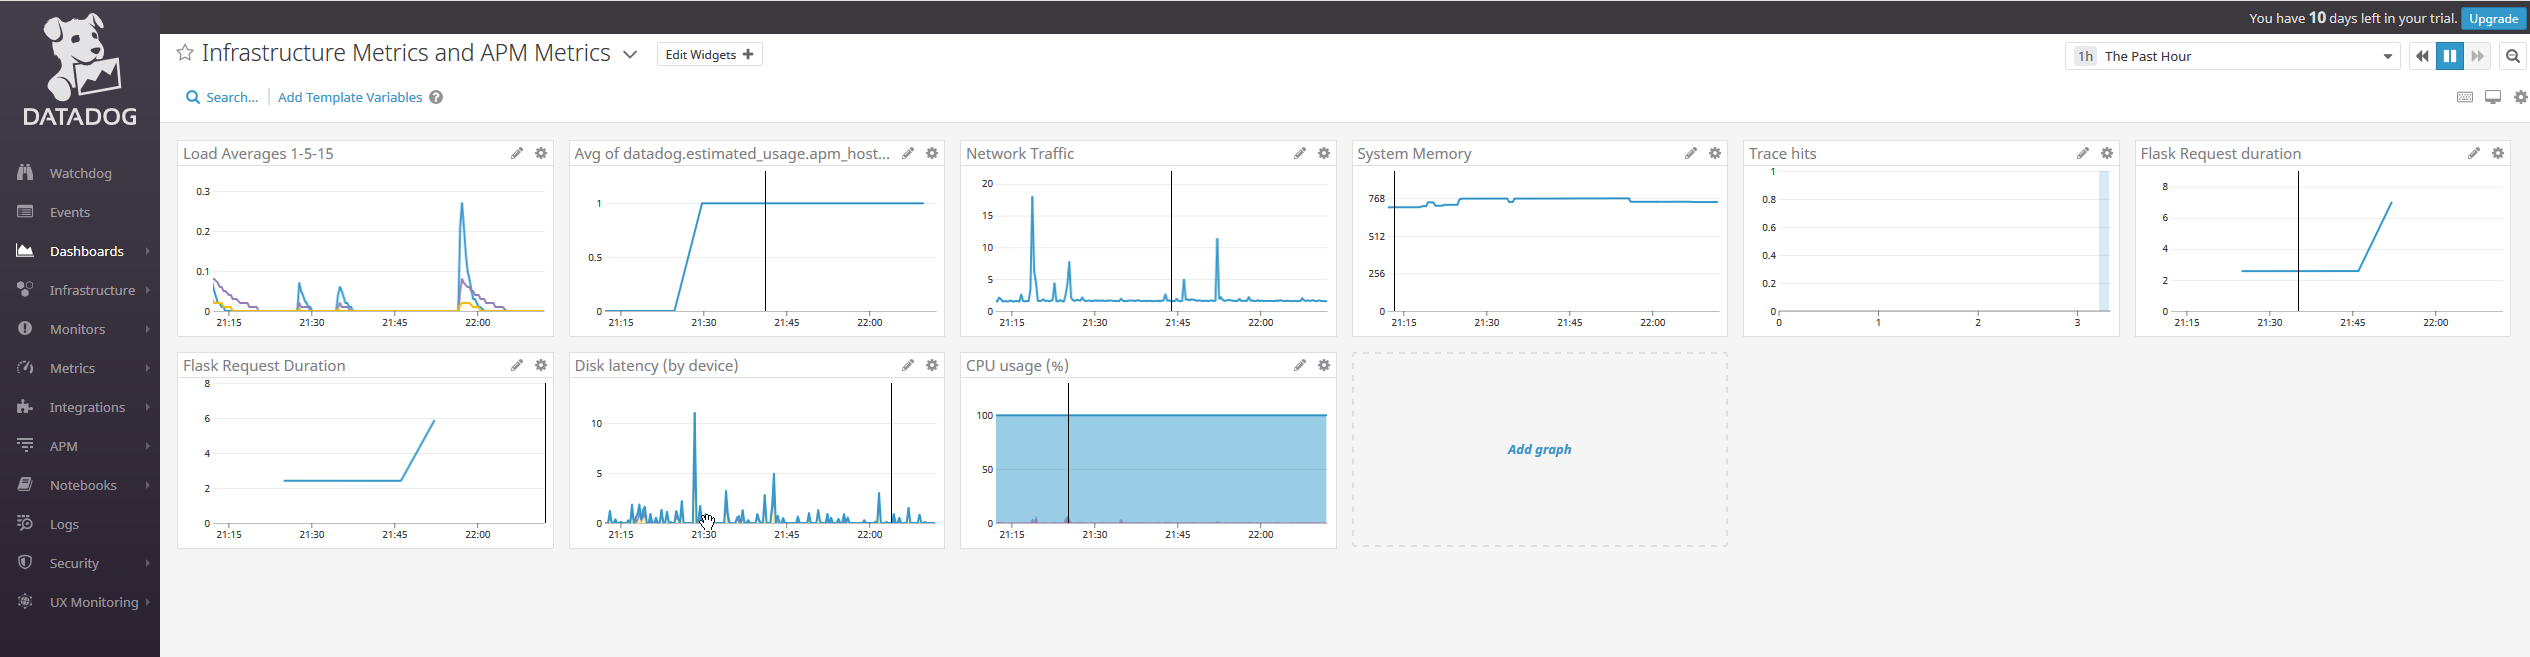 You have 10 days left in your trial. Upgrade
DATADOG
Watchdog
Events
Dashboards
Infrastructure
Monitors
Metrics
Integrations
APM
Notebooks
Logs
Security
UX Monitoring
Infrastructure Metrics and APM Metrics
Edit Widgets +
1h The Past Hour
Search...
Add Template Variables ?
Load Averages 1-5-15
0.3
0.2
0.1
0
21:15 21:30 21:45 22:00
Avg of datadog.estimated_usage.apm_host...
1
0.5
0
21:15 21:30 21:45 22:00
Network Traffic
20
15
10
5
0
21:15 21:30 21:45 22:00
System Memory
768
512
256
0
21:15 21:30 21:45 22:00
Trace hits
1
0.8
0.6
0.4
0.2
0
0 1 2 3
Flask Request duration
8
6
4
2
0
21:15 21:30 21:45 22:00
Flask Request Duration
8
6
4
2
0
21:15 21:30 21:45 22:00
Disk latency (by device)
10
5
0
21:15 21:30 21:45 22:00
CPU usage (%)
100
50
0
21:15 21:30 21:45 22:00
Add graph